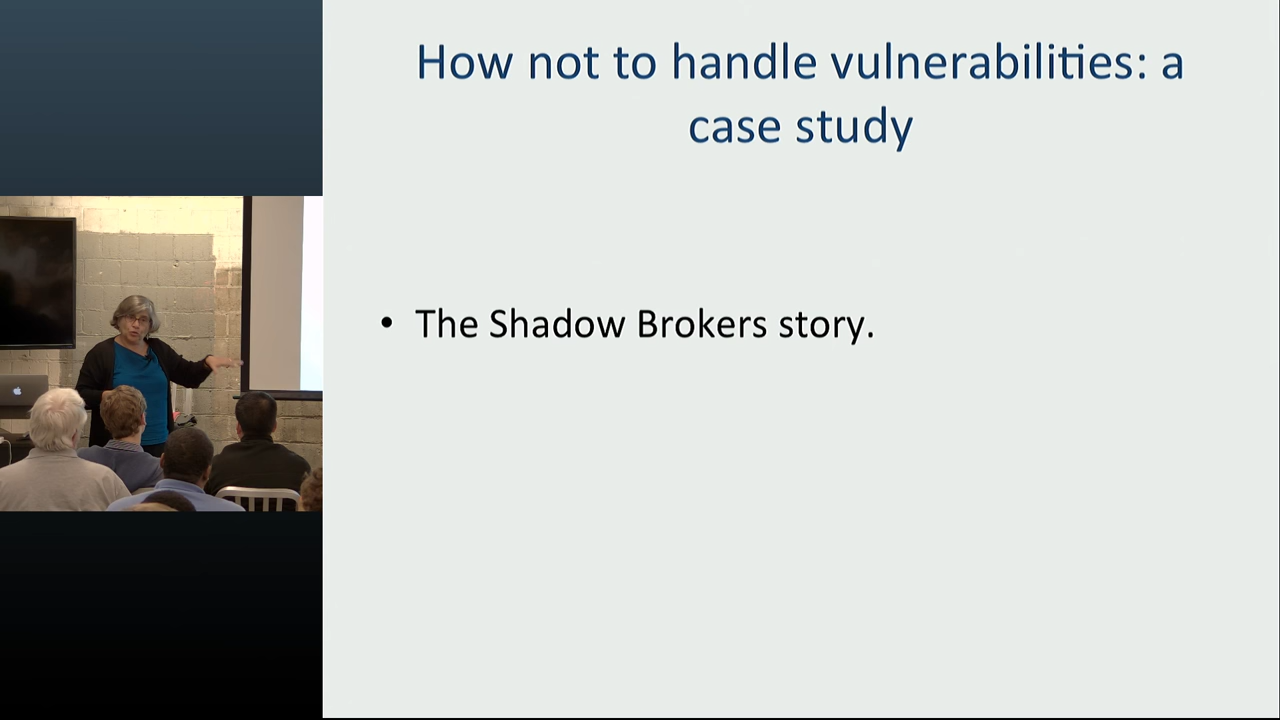 How not to handle vulnerabilities: a
case study
• The Shadow Brokers story.